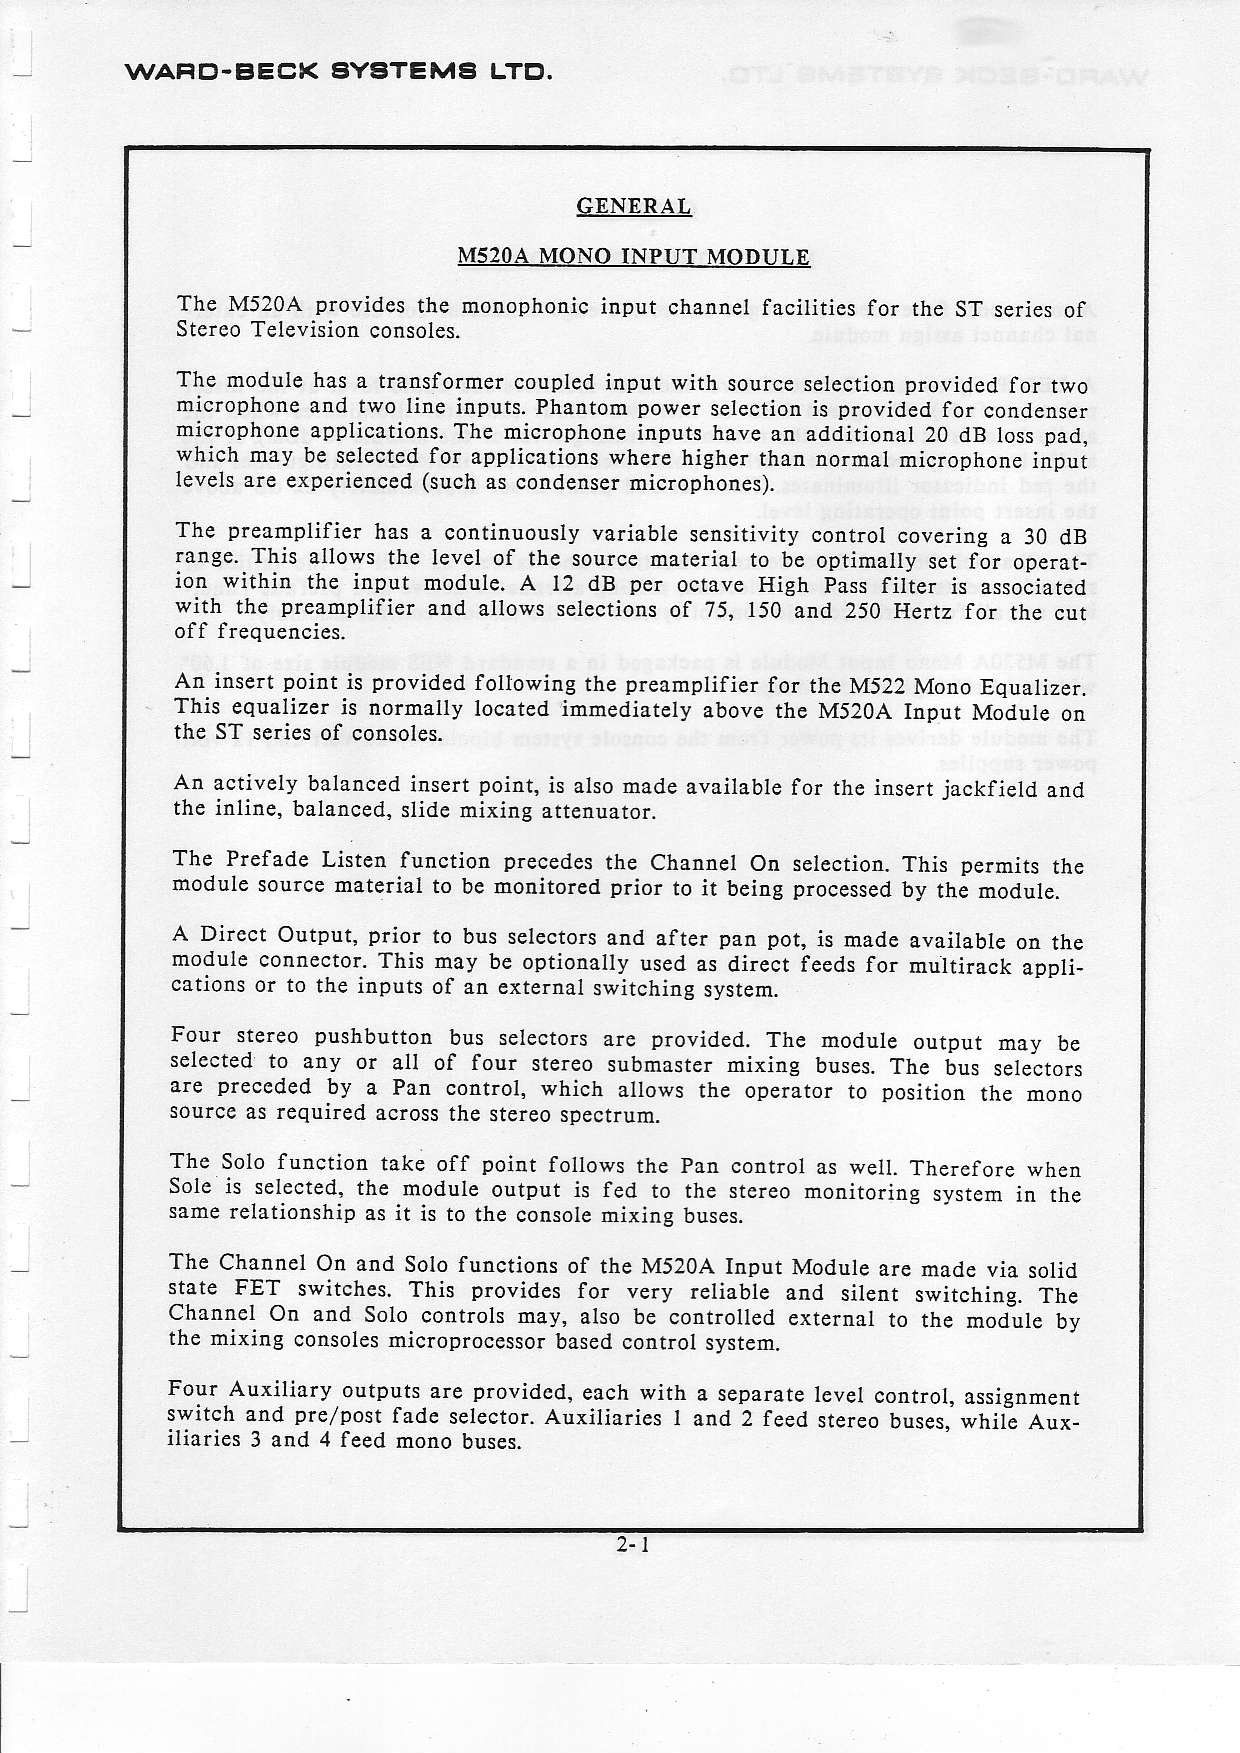 WARD-BECK SYSTEMS LTD.
GENERAL
M520A MONO INPUT MODULE
The M520A provides the monophonic input channel facilities for the ST series of
Stereo Television consoles.
The module has a transformer coupled input with source selection provided for two
microphone and two line inputs. Phantom power selection is provided for condenser
microphone applications. The microphone inputs have an additional 20 dB loss pad,
which may be selected for applications where higher than normal microphone input
levels are experienced (such as condenser microphones).
The preamplifier has a continuously variable sensitivity control covering a 30 dB
range. This allows the level of the source material to be optimally set for operat-
ion within the input module. A 12 dB per octave High Pass filter is associated
with the preamplifier and allows selections of 75, 150 and 250 Hertz for the cut
off frequencies.
An insert point is provided following the preamplifier for the M522 Mono Equalizer.
This equalizer is normally located immediately above the M520A Input Module on
the ST series of consoles.
An actively balanced insert point, is also made available for the insert jackfield and
the inline, balanced, slide mixing attenuator.
The Prefade Listen function precedes the Channel On selection. This permits the
module source material to be monitored prior to it being processed by the module.
A Direct Output, prior to bus selectors and after pan pot, is made available on the
module connector. This may be optionally used as direct feeds for multirack appli-
cations or to the inputs of an external switching system.
Four stereo pushbutton bus selectors are provided. The module output may be
selected to any or all of four stereo submaster mixing buses. The bus selectors
are preceded by a Pan control, which allows the operator to position the mono
source as required across the stereo spectrum.
The Solo function take off point follows the Pan control as well. Therefore when
Sole is selected, the module output is fed to the stereo monitoring system in the
same relationship as it is to the console mixing buses.
The Channel On and Solo functions of the M520A Input Module are made via solid
state FET switches. This provides for very reliable and silent switching. The
Channel On and Solo controls may, also be controlled external to the module by
the mixing consoles microprocessor based control system.
Four Auxiliary outputs are provided, each with a separate level control, assignment
switch and pre/post fade selector. Auxiliaries 1 and 2 feed stereo buses, while Aux-
iliaries 3 and 4 feed mono buses.
2-1